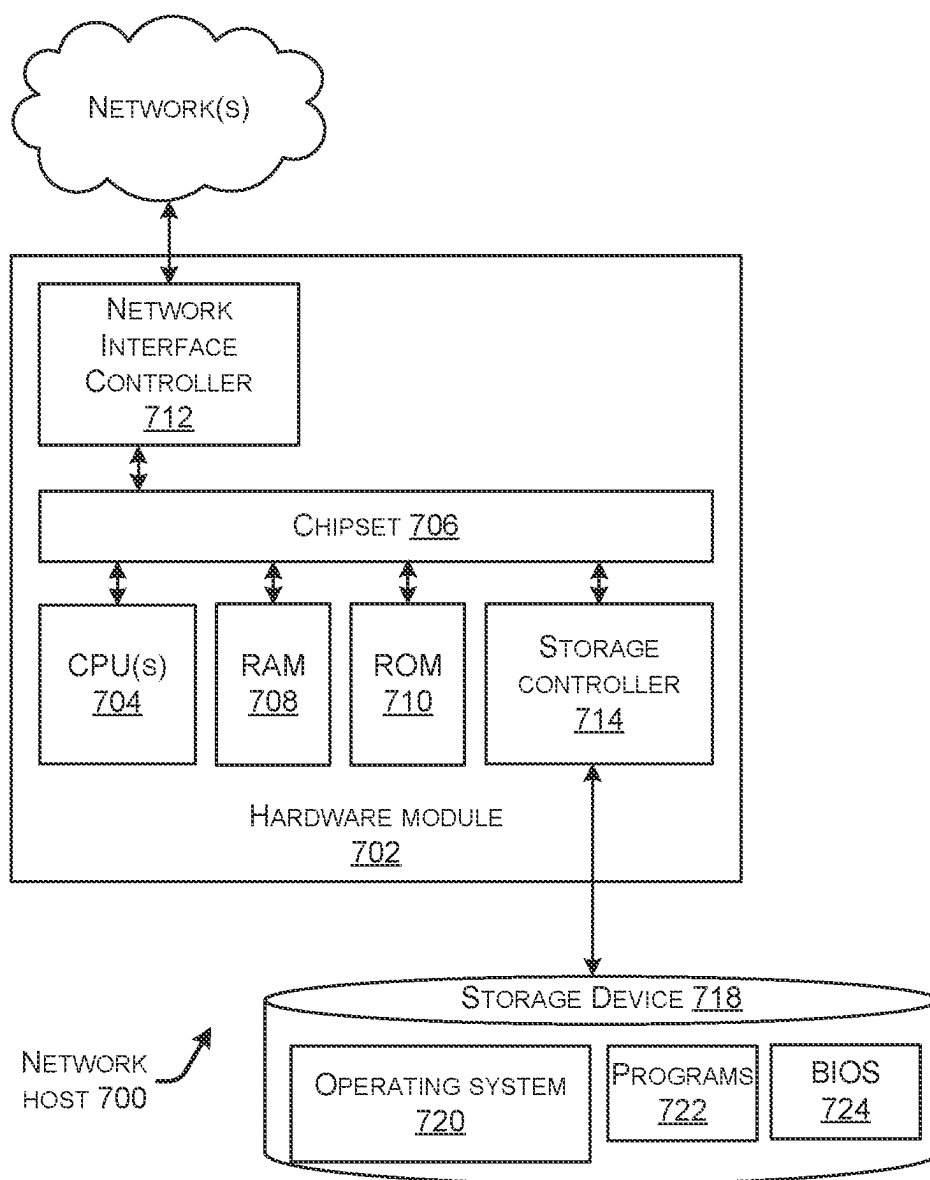 NETWORK(S)
NETWORK
INTERFACE
CONTROLLER
712
CHIPSET 706
CPU(S)
704
RAM
708
ROM
710
STORAGE
CONTROLLER
714
HARDWARE MODULE
702
STORAGE DEVICE 718
NETWORK
HOST 700
OPERATING SYSTEM
720
PROGRAMS
722
BIOS
724